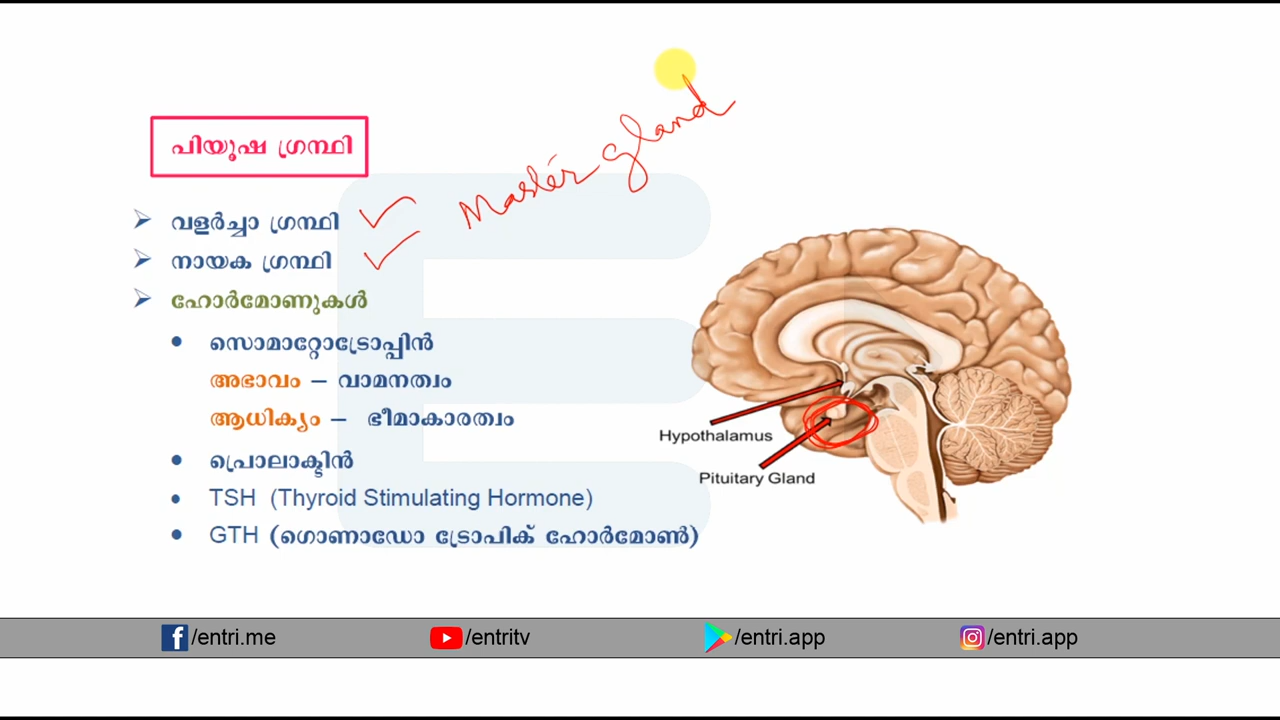 പിയൂഷ ഗ്രന്ഥി
Master gland
വളർച്ചാ ഗ്രന്ഥി
നായക ഗ്രന്ഥി
ഹോർമോണുകൾ
സൊമാറ്റോട്രോപ്പിൻ
അഭാവം – വാമനത്വം
ആധിക്യം – ഭീമാകാരത്വം
പ്രൊലാക്ടിൻ
TSH (Thyroid Stimulating Hormone)
GTH (ഗൊണാഡോ ട്രോപിക് ഹോർമോൺ)
Hypothalamus
Pituitary Gland
/entri.me /entritv /entri.app /entri.app